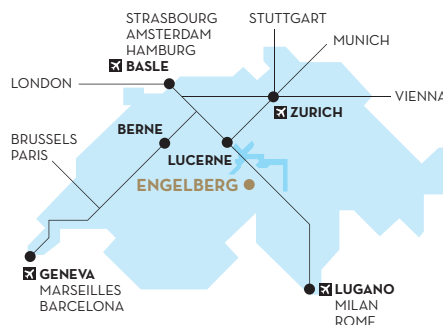 STRASBOURG
AMSTERDAM
HAMBURG
BASLE
STUTTGART
MUNICH
LONDON
VIENNA
ZURICH
BRUSSELS
PARIS
BERNE
LUCERNE
ENGELBERG
GENEVA
MARSEILLES
BARCELONA
LUGANO
MILAN
ROME